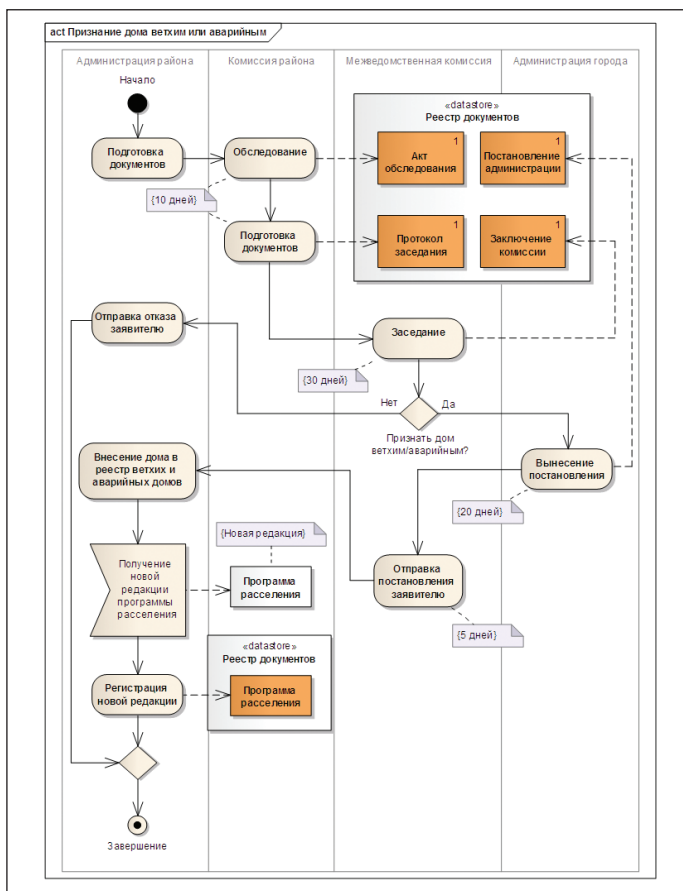 act Признание дома ветхим или аварийным
Администрация района
Комиссия района
Межведомственная комиссия
Администрация города
Начало
«datastore»
Реестр документов
Подготовка
документов
Обследование
1
Акт
обследования
1
Постановление
администрации
{10 дней}
Подготовка
документов
1
Протокол
заседания
1
Заключение
комиссии
Отправка отказа
заявителю
Заседание
{30 дней}
Нет
Да
Признать дом
ветхим/аварийным?
Внесение дома в
реестр ветхих и
аварийных домов
Вынесение
постановления
{20 дней}
{Новая редакция}
Получение
новой
редакции
программы
расселения
Программа
расселения
Отправка
постановления
заявителю
{5 дней}
«datastore»
Реестр документов
Регистрация
новой редакции
Программа
расселения
Завершение